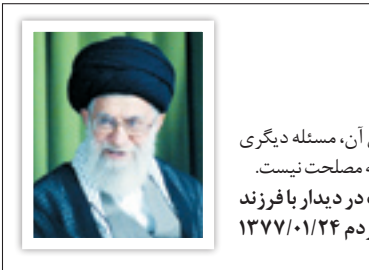 آن، مسئله دیگری
مصلحت نیست.
در دیدار با فرزند
۱۳۷۷/۰۱/۲۴